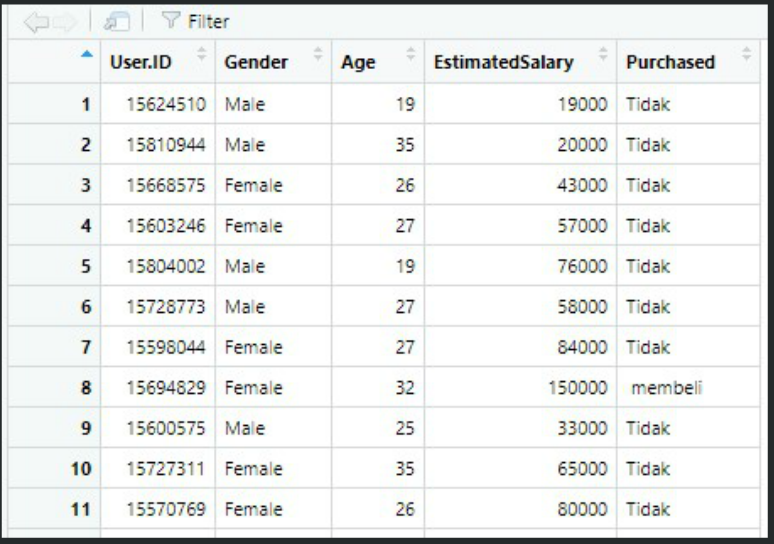 Filter
User.ID Gender Age EstimatedSalary Purchased
1 15624510 Male 19 19000 Tidak
2 15810944 Male 35 20000 Tidak
3 15668575 Female 26 43000 Tidak
4 15603246 Female 27 57000 Tidak
5 15804002 Male 19 76000 Tidak
6 15728773 Male 27 58000 Tidak
7 15598044 Female 27 84000 Tidak
8 15694829 Female 32 150000 membeli
9 15600575 Male 25 33000 Tidak
10 15727311 Female 35 65000 Tidak
11 15570769 Female 26 80000 Tidak